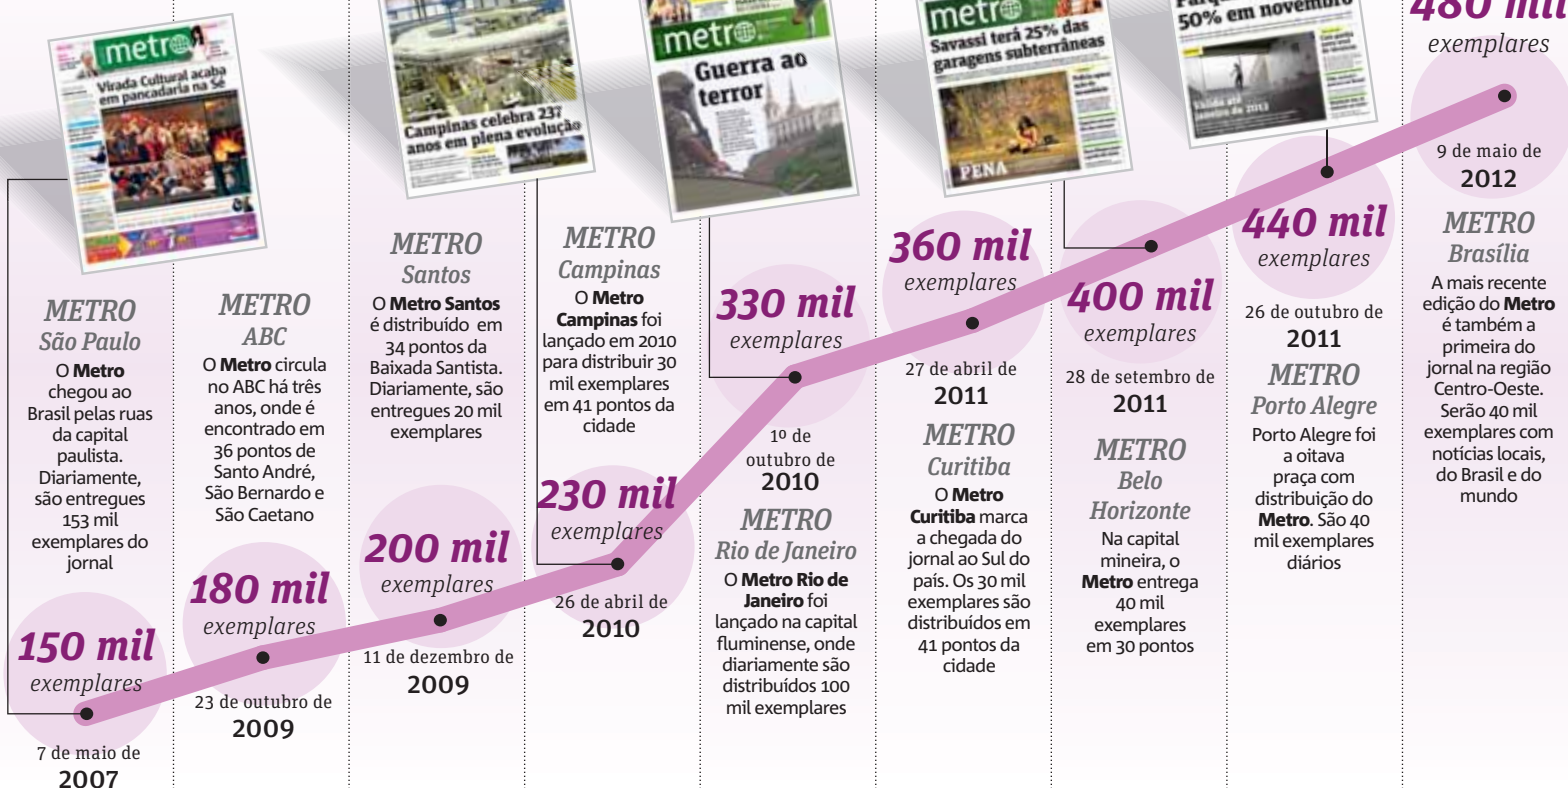 metro
Virada Cultural acaba
em pancadaria na Sé
METRO
São Paulo
O Metro
chegou ao
Brasil pelas ruas
da capital
paulista.
Diariamente,
são entregues
153 mil
exemplares do
jornal
150 mil
exemplares
7 de maio de
2007
METRO
ABC
O Metro circula
no ABC há três
anos, onde é
encontrado em
36 pontos de
Santo André,
São Bernardo e
São Caetano
180 mil
exemplares
23 de outubro de
2009
Campinas celebra 237
anos em plena evolução
METRO
Santos
O Metro Santos
é distribuído em
34 pontos da
Baixada Santista.
Diariamente, são
entregues 20 mil
exemplares
200 mil
exemplares
11 de dezembro de
2009
METRO
Campinas
O Metro
Campinas foi
lançado em 2010
para distribuir 30
mil exemplares
em 41 pontos da
cidade
230 mil
exemplares
26 de abril de
2010
metro
Guerra ao
terror
330 mil
exemplares
1º de
outubro de
2010
METRO
Rio de Janeiro
O Metro Rio de
Janeiro foi
lançado na capital
fluminense, onde
diariamente são
distribuídos 100
mil exemplares
360 mil
exemplares
27 de abril de
2011
METRO
Curitiba
O Metro
Curitiba marca
a chegada do
jornal ao Sul do
país. Os 30 mil
exemplares são
distribuídos em
41 pontos da
cidade
metro
Savassi terá 25% das
garagens subterrâneas
PENA
400 mil
exemplares
28 de setembro de
2011
METRO
Belo
Horizonte
Na capital
mineira, o
Metro entrega
40 mil
exemplares
em 30 pontos
50% em novembro
Válido até
janeiro de 2013
440 mil
exemplares
26 de outubro de
2011
METRO
Porto Alegre
Porto Alegre foi
a oitava
praça com
distribuição do
Metro. São 40
mil exemplares
diários
480 mil
exemplares
9 de maio de
2012
METRO
Brasília
A mais recente
edição do Metro
é também a
primeira do
jornal na região
Centro-Oeste.
Serão 40 mil
exemplares com
notícias locais,
do Brasil e do
mundo